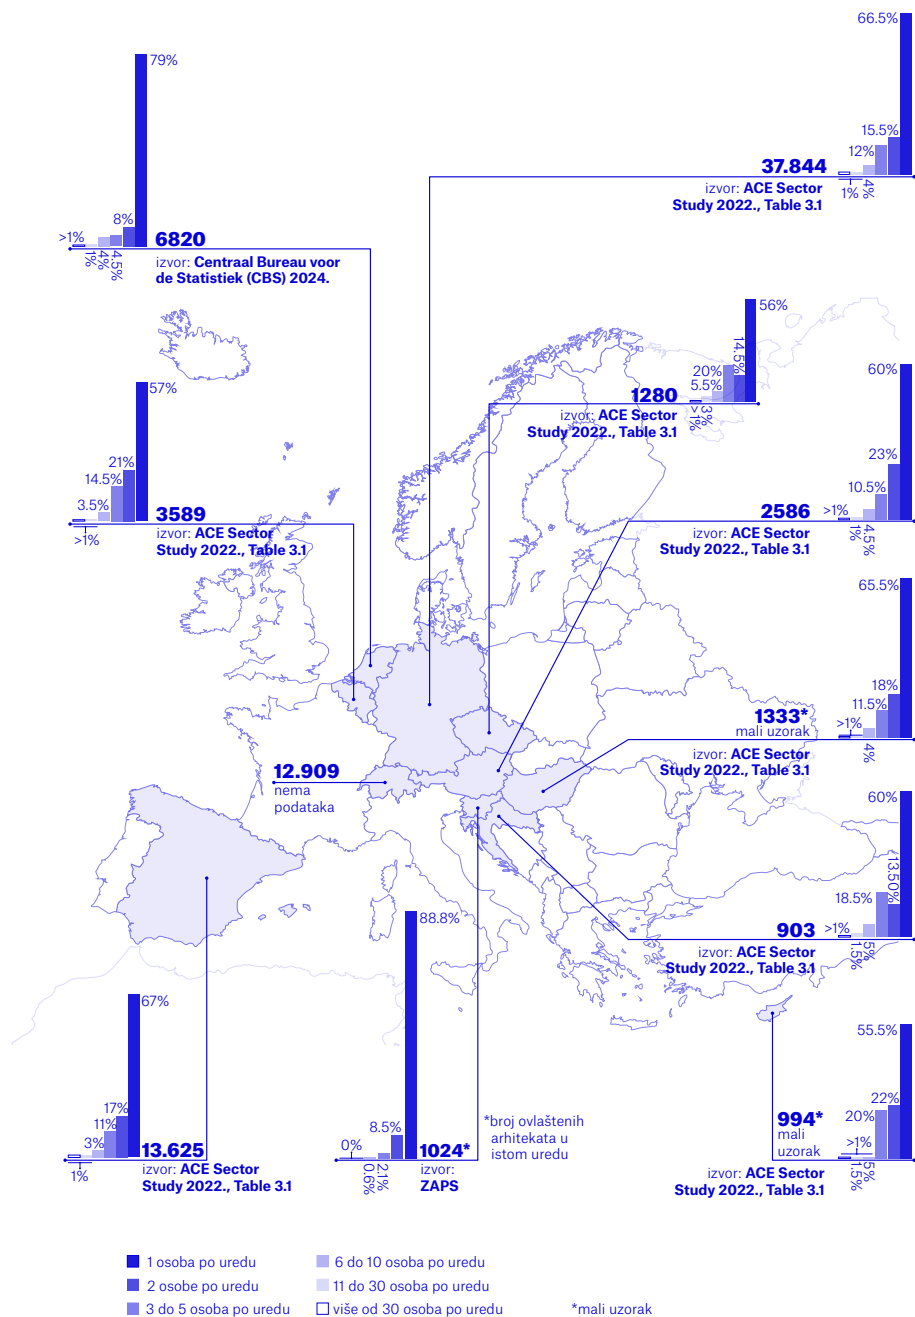 66.5%
15.5%
12%
4%
1%
37.844
izvor: ACE Sector
Study 2022., Table 3.1
79%
8%
>1%
1%
4%
4.5%
6820
izvor: Centraal Bureau voor
de Statistiek (CBS) 2024.
56%
14.5%
20%
5.5%
3%
>1%
1280
izvor: ACE Sector
Study 2022., Table 3.1
57%
21%
14.5%
3.5%
>1%
3589
izvor: ACE Sector
Study 2022., Table 3.1
60%
23%
10.5%
>1%
1%
4.5%
2586
izvor: ACE Sector
Study 2022., Table 3.1
65.5%
18%
11.5%
>1%
4%
1333*
mali uzorak
izvor: ACE Sector
Study 2022., Table 3.1
12.909
nema
podataka
60%
13.50%
18.5%
>1%
1.5%
5%
903
izvor: ACE Sector
Study 2022., Table 3.1
67%
17%
11%
3%
1%
13.625
izvor: ACE Sector
Study 2022., Table 3.1
88.8%
8.5%
0%
0.6%
2.1%
1024*
izvor:
ZAPS
*broj ovlaštenih
arhitekata u
istom uredu
55.5%
22%
20%
>1%
1.5%
5%
994*
mali
uzorak
izvor: ACE Sector
Study 2022., Table 3.1
1 osoba po uredu
2 osobe po uredu
3 do 5 osoba po uredu
6 do 10 osoba po uredu
11 do 30 osoba po uredu
više od 30 osoba po uredu
*mali uzorak